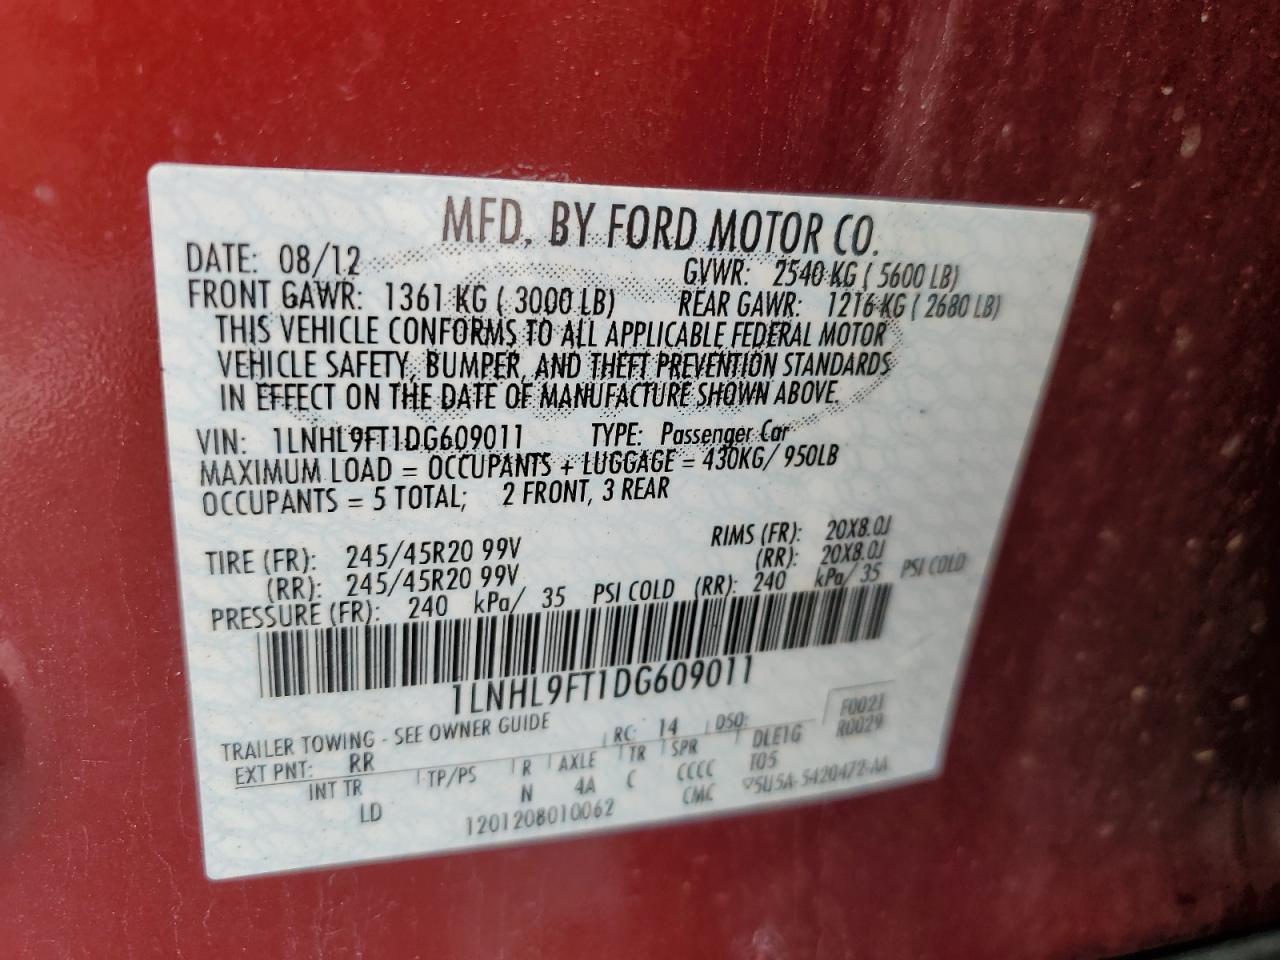 MFD. BY FORD MOTOR CO.
DATE: 08/12 GVWR: 2540 KG ( 5600 LB)
FRONT GAWR: 1361 KG ( 3000 LB) REAR GAWR: 1216 KG ( 2680 LB)
THIS VEHICLE CONFORMS TO ALL APPLICABLE FEDERAL MOTOR
VEHICLE SAFETY, BUMPER, AND THEFT PREVENTION STANDARDS
IN EFFECT ON THE DATE OF MANUFACTURE SHOWN ABOVE.
VIN: 1LNHL9FT1DG609011 TYPE: Passenger Car
MAXIMUM LOAD = OCCUPANTS + LUGGAGE = 430KG/ 950LB
OCCUPANTS = 5 TOTAL; 2 FRONT, 3 REAR
TIRE (FR): 245/45R20 99V RIMS (FR): 20X8.0J
(RR): 245/45R20 99V (RR): 20X8.0J
PRESSURE (FR): 240 kPa/ 35 PSI COLD (RR): 240 kPa/ 35 PSI COLD
1LNHL9FT1DG609011
F0021
TRAILER TOWING - SEE OWNER GUIDE RC: 14 DSO: R0029
EXT PNT: RR
INT TR TP/PS R AXLE TR SPR DLE1G
LD N 4A C CCCC T05
1201208010062 CMC 5U5A-5420472-AA